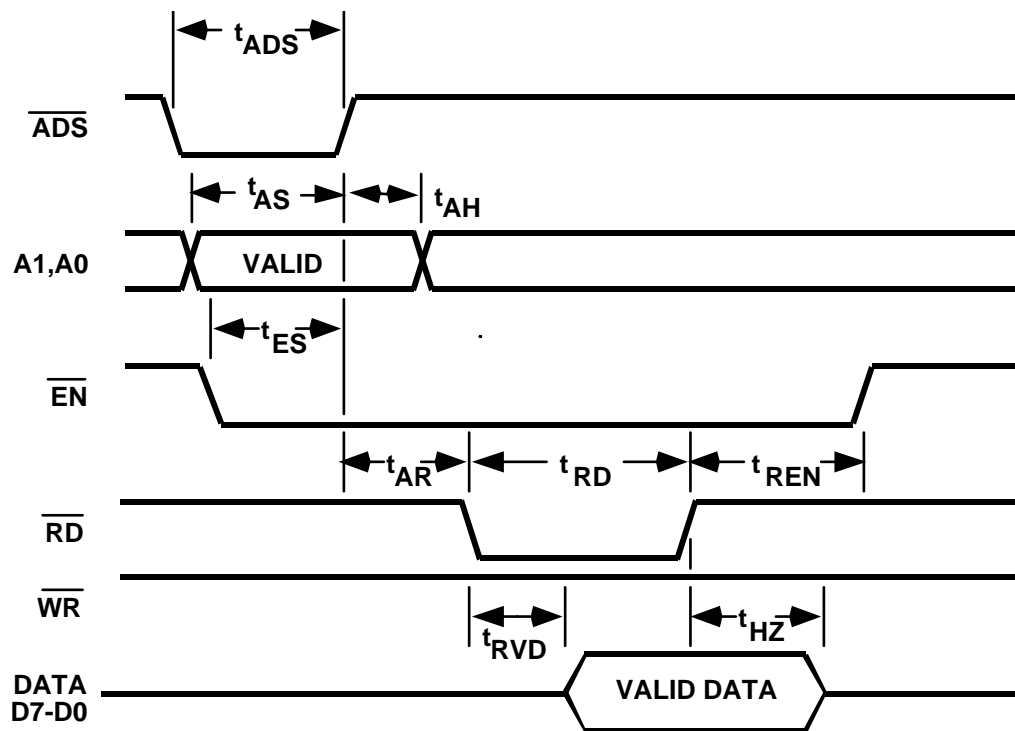 tADS
ADS
tAS
tAH
A1,A0
VALID
tES
EN
tAR
tRD
tREN
RD
WR
tRVD
tHZ
DATA
D7-D0
VALID DATA